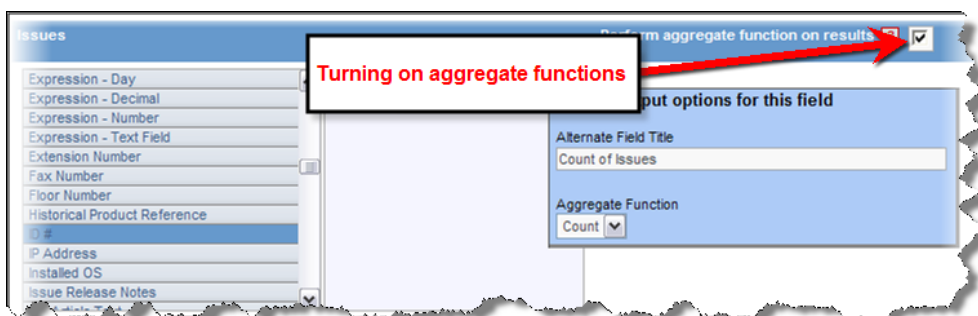 Issues
Perform aggregate function on results
Turning on aggregate functions
Expression - Day
Expression - Decimal
Expression - Number
Expression - Text Field
Extension Number
Fax Number
Floor Number
Historical Product Reference
ID #
IP Address
Installed OS
Issue Release Notes
put options for this field
Alternate Field Title
Count of Issues
Aggregate Function
Count